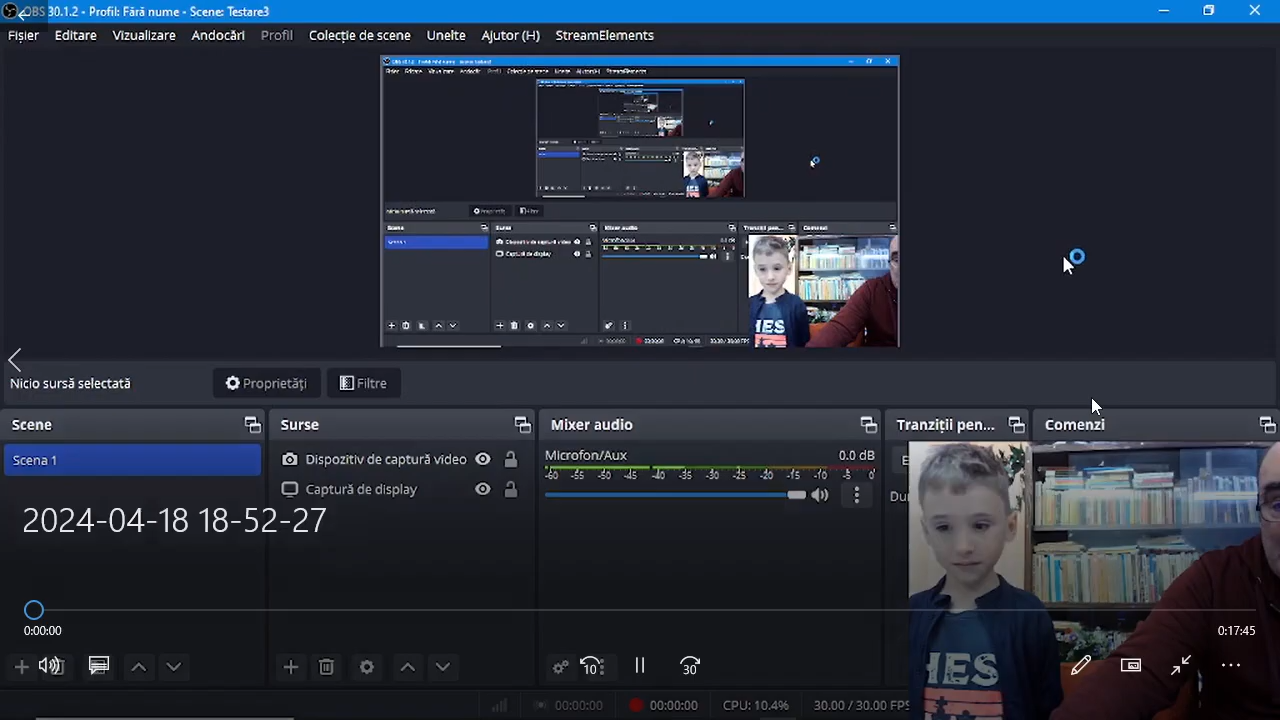 OBS 30.1.2 - Profil: Fără nume - Scene: Testare3
Fișier Editare Vizualizare Andocări Profil Colecție de scene Unelte Ajutor (H) StreamElements
Nicio sursă selectată Proprietăți Filtre
Scene Surse Mixer audio Tranziții pen... Comenzi
Scena 1 Dispozitiv de captură video Microfon/Aux 0.0 dB
-60 -55 -50 -45 -40 -35 -30 -25 -20 -15 -10 -5 0
Captură de display
2024-04-18 18-52-27
0:00:00 0:17:45
10 30
HES
00:00:00 00:00:00 CPU: 10.4% 30.00 / 30.00 FPS